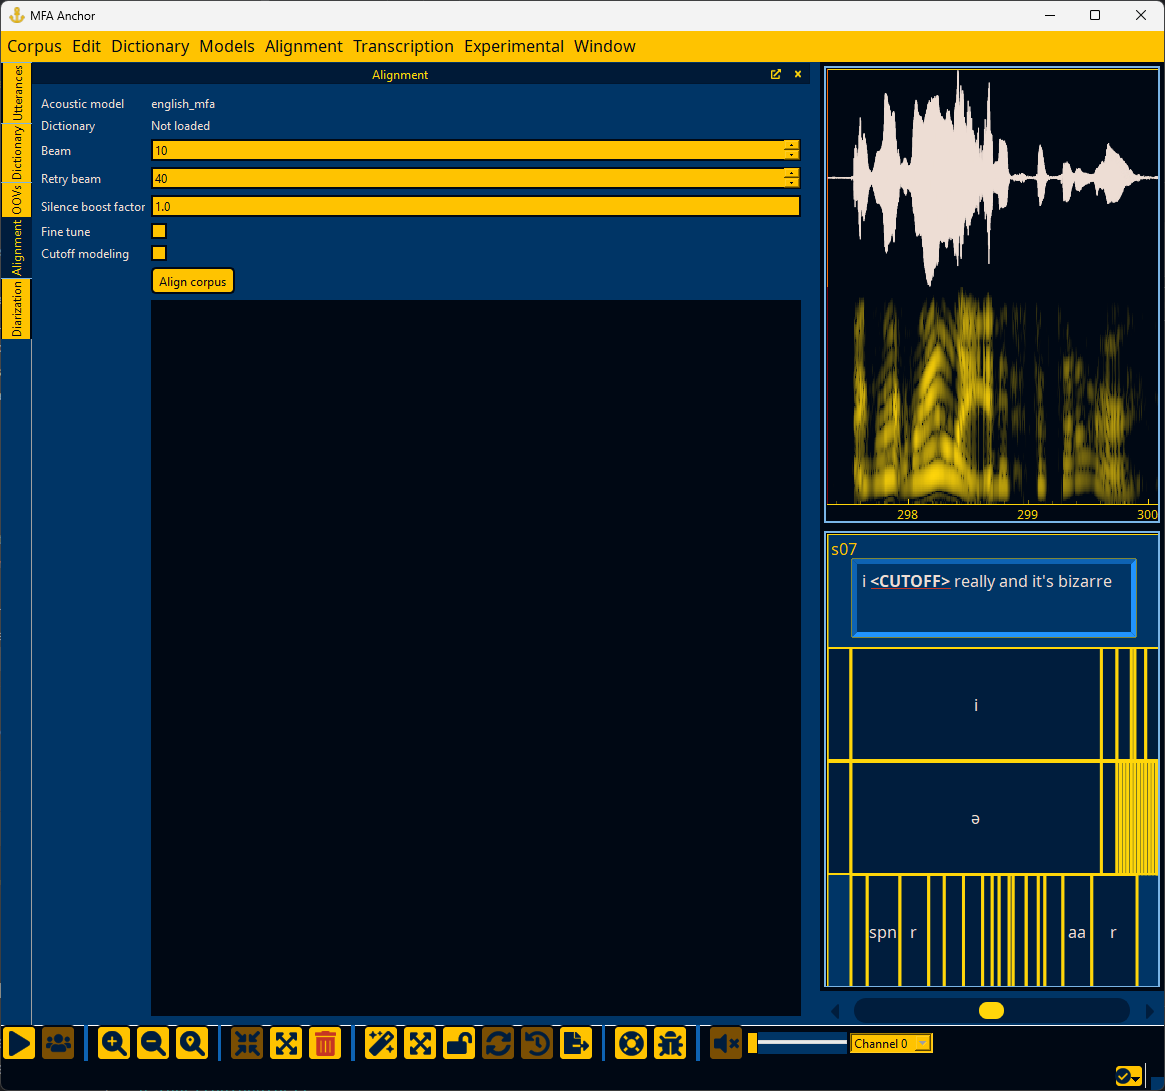 MFA Anchor
Corpus Edit Dictionary Models Alignment Transcription Experimental Window
Utterances
Dictionary
OOVs
Alignment
Diarization
Alignment
Acoustic model english_mfa
Dictionary Not loaded
Beam 10
Retry beam 40
Silence boost factor 1.0
Fine tune
Cutoff modeling
Align corpus
298 299 300
s07
i <CUTOFF> really and it's bizarre
i
ə
spn r aa r
Channel 0